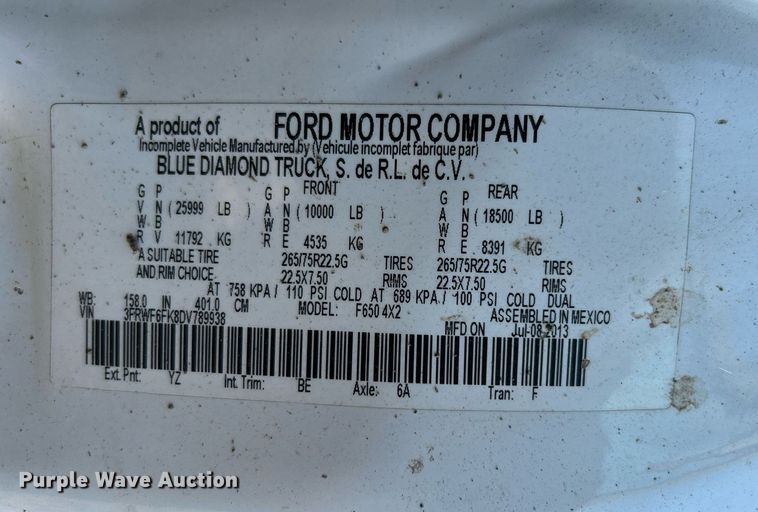 A product of FORD MOTOR COMPANY
Incomplete Vehicle Manufactured by (Vehicule incomplet fabrique par)
BLUE DIAMOND TRUCK, S. de R.L. de C.V.
FRONT REAR
G P G P G P
V N ( 25999 LB ) A N ( 10000 LB ) A N ( 18500 LB )
W B W B W B
R V 11792 KG R E 4535 KG R E 8391 KG
A SUITABLE TIRE 265/75R22.5G TIRES 265/75R22.5G TIRES
AND RIM CHOICE 22.5X7.50 RIMS 22.5X7.50 RIMS
AT 758 KPA / 110 PSI COLD AT 689 KPA / 100 PSI COLD DUAL
WB: 158.0 IN 401.0 CM MODEL: F650 4X2 ASSEMBLED IN MEXICO
VIN 3FRWF6FK8DV789938 MFD ON Jul-08,2013
Ext. Pnt: YZ Int. Trim: BE Axle: 6A Tran: F
Purple Wave Auction